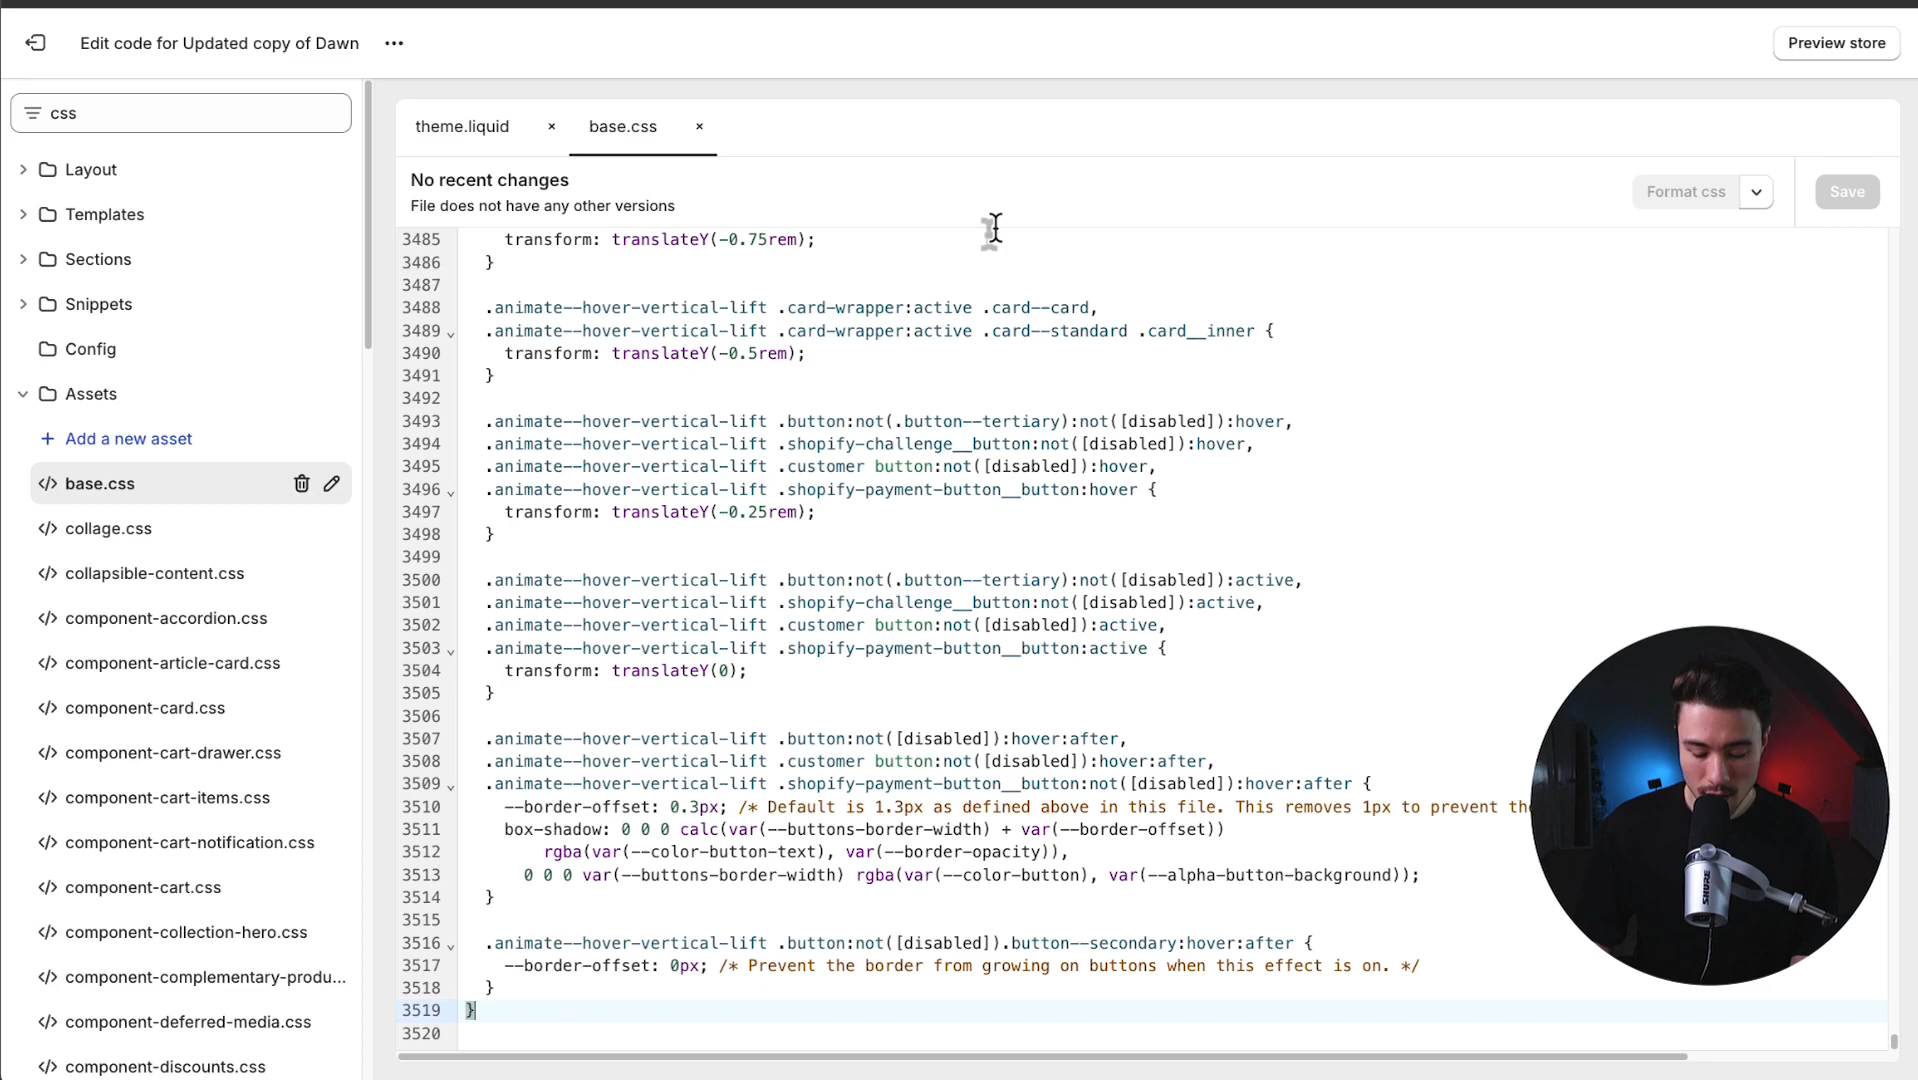 Edit code for Updated copy of Dawn
Preview store
css
Layout
Templates
Sections
Snippets
Config
Assets
+ Add a new asset
base.css
collage.css
collapsible-content.css
component-accordion.css
component-article-card.css
component-card.css
component-cart-drawer.css
component-cart-items.css
component-cart-notification.css
component-cart.css
component-collection-hero.css
component-complementary-produ...
component-deferred-media.css
component-discounts.css
theme.liquid
base.css
No recent changes
File does not have any other versions
Format css
Save
3485 transform: translateY(-0.75rem);
3486 }
3487
3488 .animate--hover-vertical-lift .card-wrapper:active .card--card,
3489 .animate--hover-vertical-lift .card-wrapper:active .card--standard .card__inner {
3490 transform: translateY(-0.5rem);
3491 }
3492
3493 .animate--hover-vertical-lift .button:not(.button--tertiary):not([disabled]):hover,
3494 .animate--hover-vertical-lift .shopify-challenge__button:not([disabled]):hover,
3495 .animate--hover-vertical-lift .customer button:not([disabled]):hover,
3496 .animate--hover-vertical-lift .shopify-payment-button__button:hover {
3497 transform: translateY(-0.25rem);
3498 }
3499
3500 .animate--hover-vertical-lift .button:not(.button--tertiary):not([disabled]):active,
3501 .animate--hover-vertical-lift .shopify-challenge__button:not([disabled]):active,
3502 .animate--hover-vertical-lift .customer button:not([disabled]):active,
3503 .animate--hover-vertical-lift .shopify-payment-button__button:active {
3504 transform: translateY(0);
3505 }
3506
3507 .animate--hover-vertical-lift .button:not([disabled]):hover:after,
3508 .animate--hover-vertical-lift .customer button:not([disabled]):hover:after,
3509 .animate--hover-vertical-lift .shopify-payment-button__button:not([disabled]):hover:after {
3510 --border-offset: 0.3px; /* Default is 1.3px as defined above in this file. This removes 1px to prevent the
3511 box-shadow: 0 0 0 calc(var(--buttons-border-width) + var(--border-offset))
3512 rgba(var(--color-button-text), var(--border-opacity)),
3513 0 0 0 var(--buttons-border-width) rgba(var(--color-button), var(--alpha-button-background));
3514 }
3515
3516 .animate--hover-vertical-lift .button:not([disabled]).button--secondary:hover:after {
3517 --border-offset: 0px; /* Prevent the border from growing on buttons when this effect is on. */
3518 }
3519 }
3520
SHURE